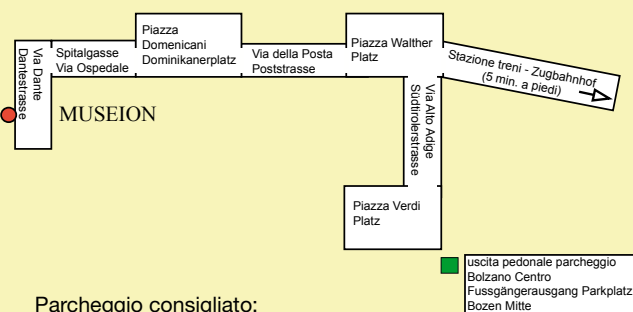 Via Dante
Dantestrasse
Spitalgasse
Via Ospedale
Piazza
Domenicani
Dominikanerplatz
Via della Posta
Poststrasse
Piazza Walther
Platz
Stazione treni - Zugbahnhof
(5 min. a piedi)
MUSEION
Via Alto Adige
Südtirolerstrasse
Piazza Verdi
Platz
uscita pedonale parcheggio
Bolzano Centro
Fussgängerausgang Parkplatz
Bozen Mitte
Parcheggio consigliato: